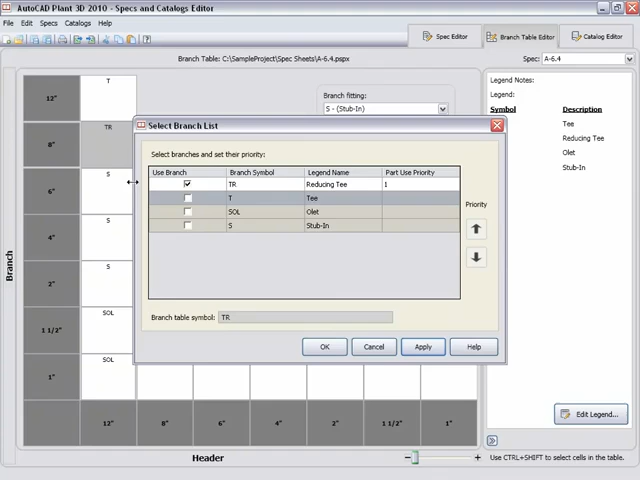 AutoCAD Plant 3D 2010 - Specs and Catalogs Editor
File Edit Specs Catalogs Help
Spec Editor
Branch Table Editor
Catalog Editor
Branch Table: C:\SampleProject\Spec Sheets\A-6.4.pspx
Spec: A-6.4
12"
T
Branch fitting:
S - (Stub-In)
Legend Notes:
Legend:
Symbol Description
Tee
Reducing Tee
Olet
Stub-In
8"
TR
Select Branch List
Select branches and set their priority:
Use Branch Branch Symbol Legend Name Part Use Priority
TR Reducing Tee 1
T Tee
SOL Olet
S Stub-In
Priority
Branch table symbol: TR
OK Cancel Apply Help
6"
S
4"
S
2"
S
1 1/2"
SOL
1"
SOL
Branch
12" 8" 6" 4" 2" 1 1/2" 1"
Header
- +
Edit Legend...
Use CTRL+SHIFT to select cells in the table.